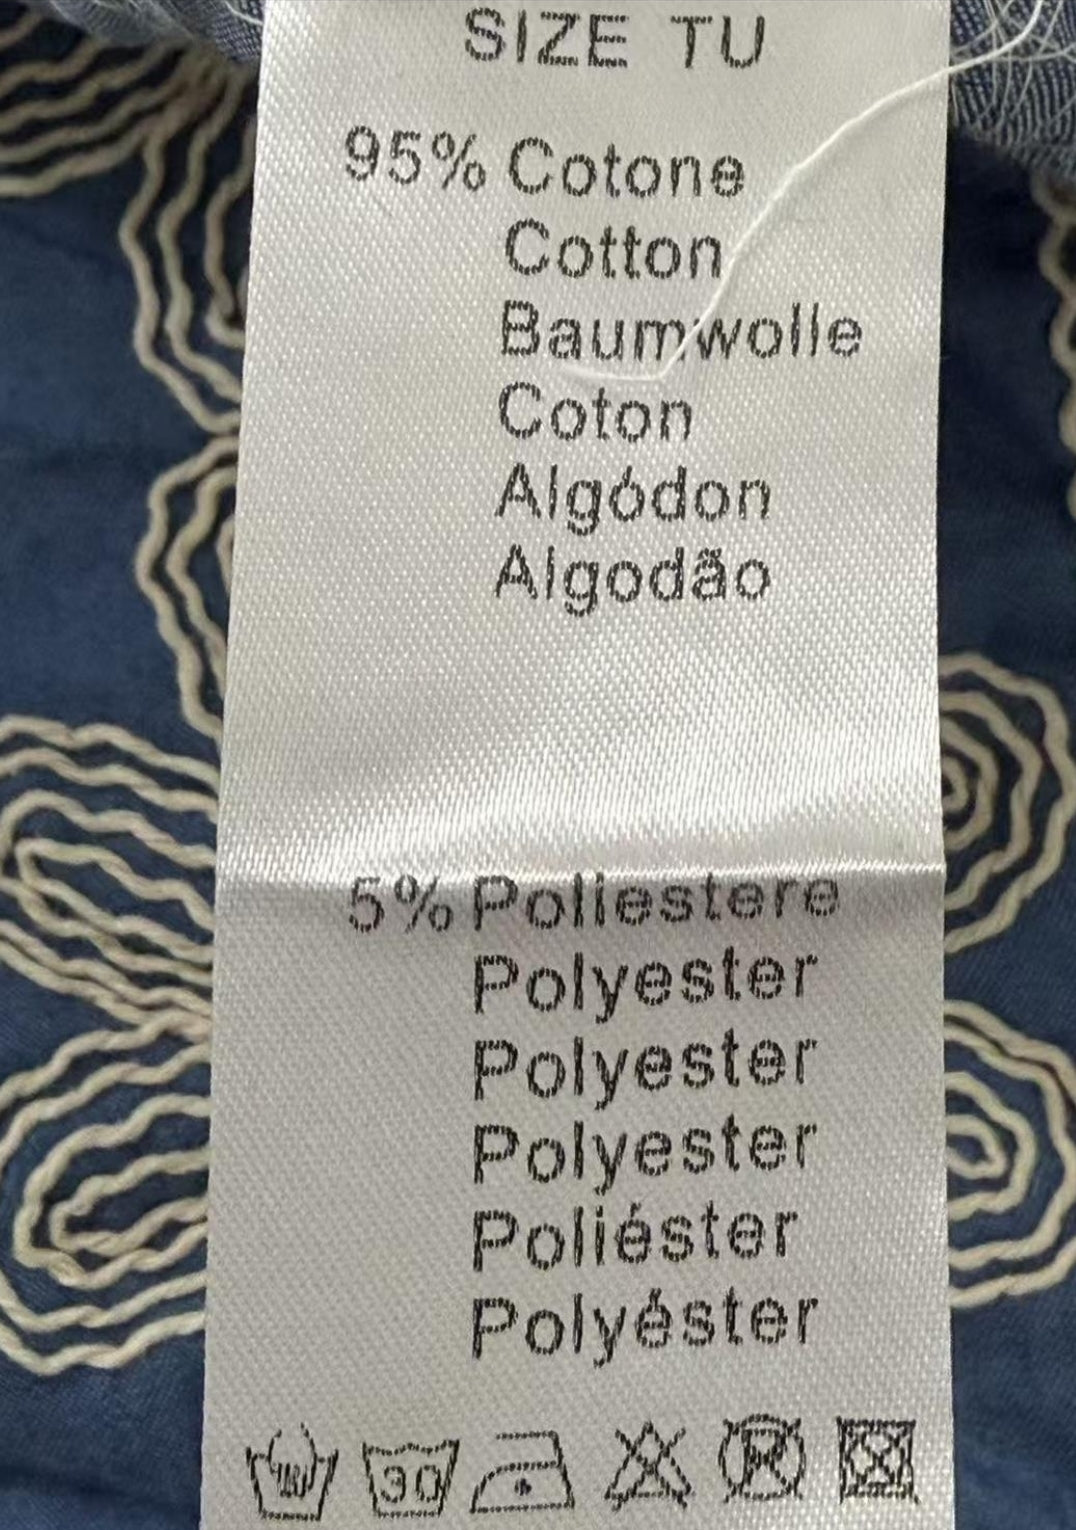 SIZE TU
95% Cotone
Cotton
Baumwolle
Coton
Algódon
Algodão
5% Poliestere
Polyester
Polyester
Polyester
Poliéster
Polyéster
30 P